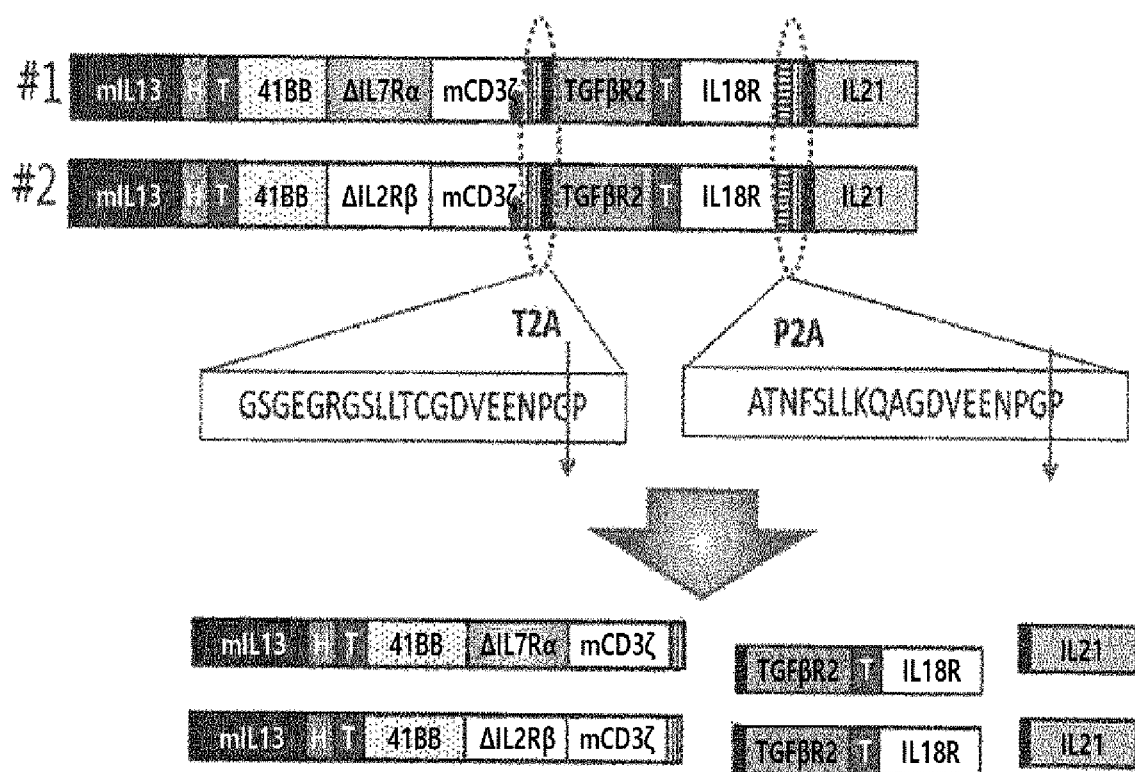 #1 mIL13 H T 41BB ΔIL7Rα mCD3ζ TGFβR2 T IL18R IL21
#2 mIL13 H T 41BB ΔIL2Rβ mCD3ζ TGFβR2 T IL18R IL21
T2A P2A
GSGEGRGSLLTCGDVEENPGP ATNFSLLKQAGDVEENPGP
mIL13 H T 41BB ΔIL7Rα mCD3ζ TGFβR2 T IL18R IL21
mIL13 H T 41BB ΔIL2Rβ mCD3ζ TGFβR2 T IL18R IL21